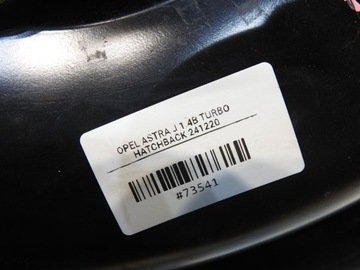 OPEL ASTRA J 1.4B TURBO
HATCHBACK 241220
#73541